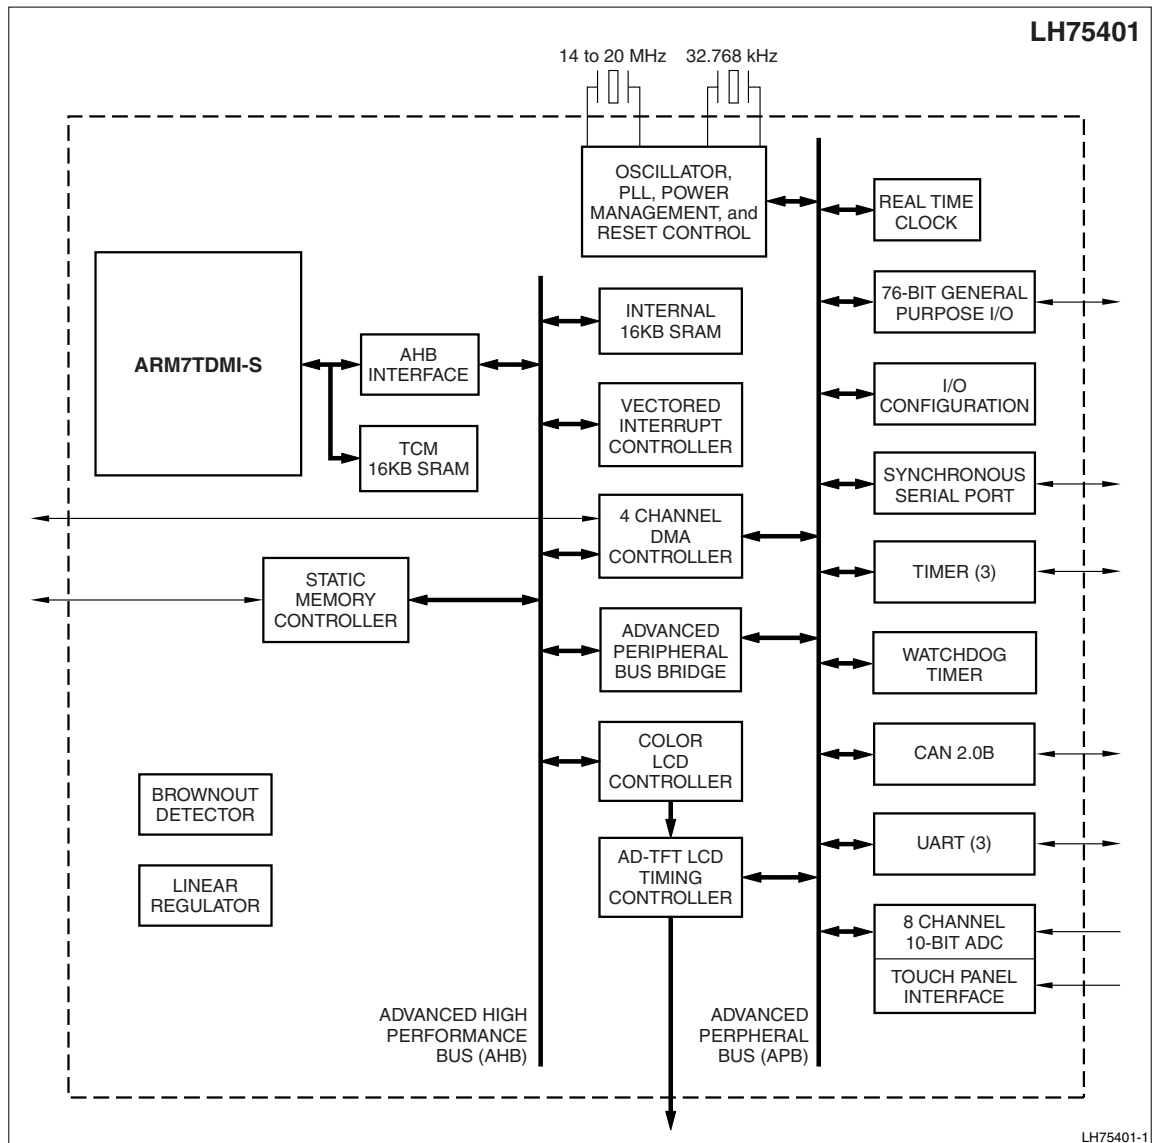 LH75401
14 to 20 MHz
32.768 kHz
OSCILLATOR,
PLL, POWER
MANAGEMENT, and
RESET CONTROL
REAL TIME
CLOCK
76-BIT GENERAL
PURPOSE I/O
INTERNAL
16KB SRAM
ARM7TDMI-S
AHB
INTERFACE
I/O
CONFIGURATION
VECTORED
INTERRUPT
CONTROLLER
TCM
16KB SRAM
SYNCHRONOUS
SERIAL PORT
4 CHANNEL
DMA
CONTROLLER
STATIC
MEMORY
CONTROLLER
TIMER (3)
ADVANCED
PERIPHERAL
BUS BRIDGE
WATCHDOG
TIMER
COLOR
LCD
CONTROLLER
CAN 2.0B
BROWNOUT
DETECTOR
AD-TFT LCD
TIMING
CONTROLLER
UART (3)
LINEAR
REGULATOR
8 CHANNEL
10-BIT ADC
TOUCH PANEL
INTERFACE
ADVANCED HIGH
PERFORMANCE
BUS (AHB)
ADVANCED
PERPHERAL
BUS (APB)
LH75401-1